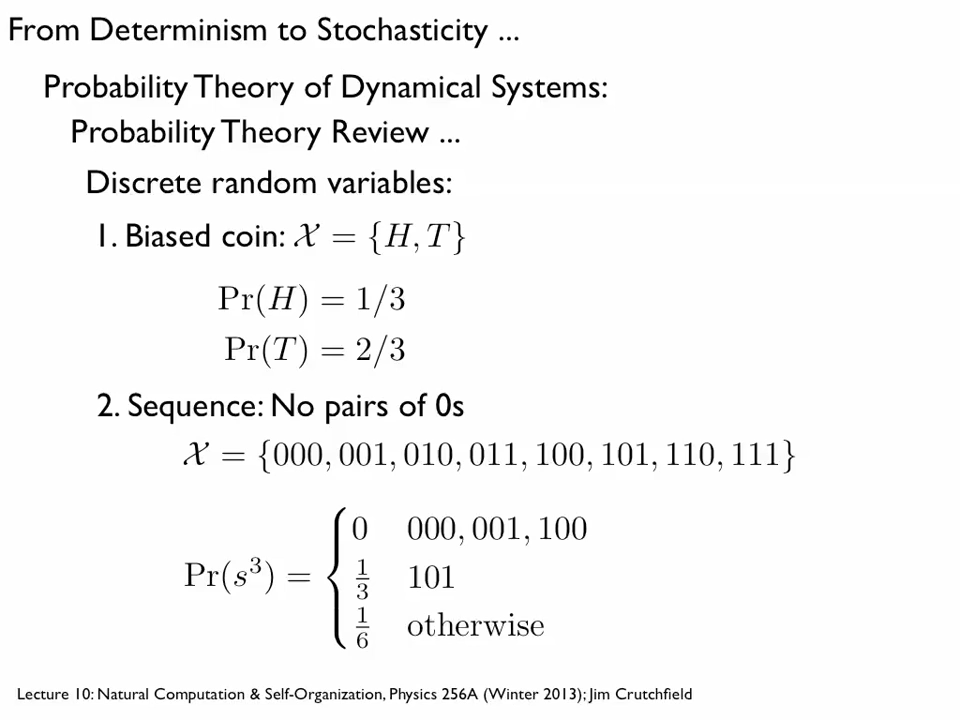 From Determinism to Stochasticity ...
Probability Theory of Dynamical Systems:
Probability Theory Review ...
Discrete random variables:
1. Biased coin: 𝒳 = {H, T}
Pr(H) = 1/3
Pr(T) = 2/3
2. Sequence: No pairs of 0s
𝒳 = {000, 001, 010, 011, 100, 101, 110, 111}
Pr(s³) = { 0 000, 001, 100
1/3 101
1/6 otherwise
Lecture 10: Natural Computation & Self-Organization, Physics 256A (Winter 2013); Jim Crutchfield